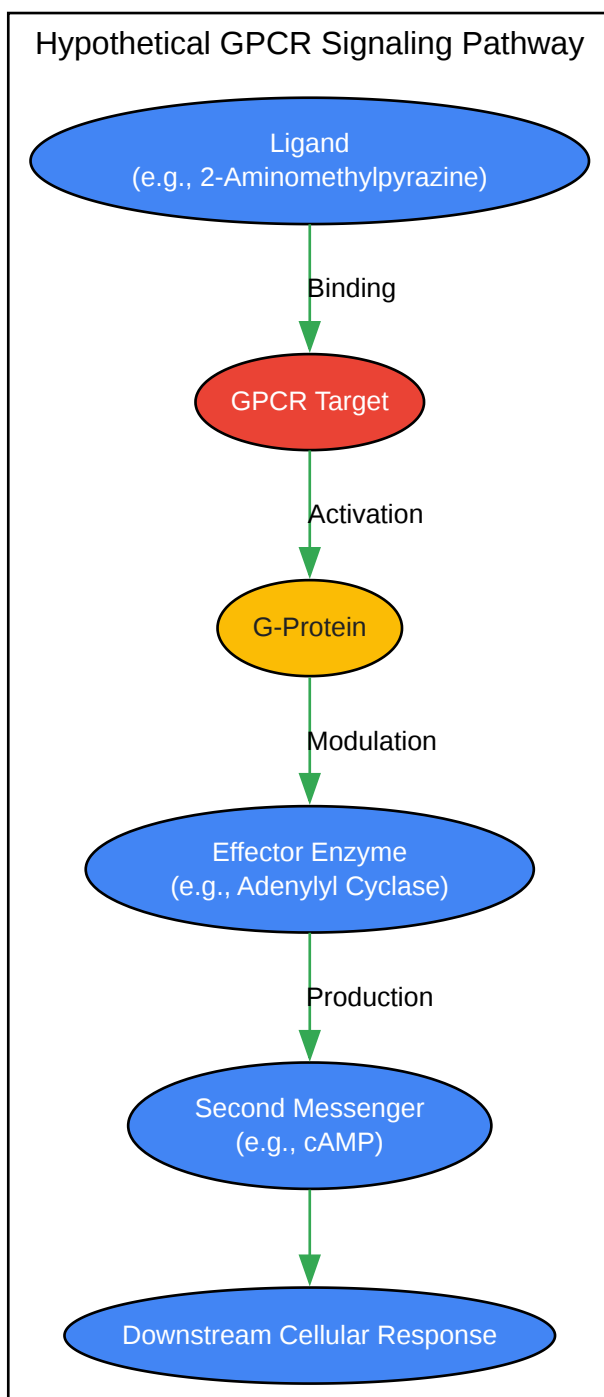 Hypothetical GPCR Signaling Pathway
Ligand
(e.g., 2-Aminomethylpyrazine)
Binding
GPCR Target
Activation
G-Protein
Modulation
Effector Enzyme
(e.g., Adenylyl Cyclase)
Production
Second Messenger
(e.g., cAMP)
Downstream Cellular Response